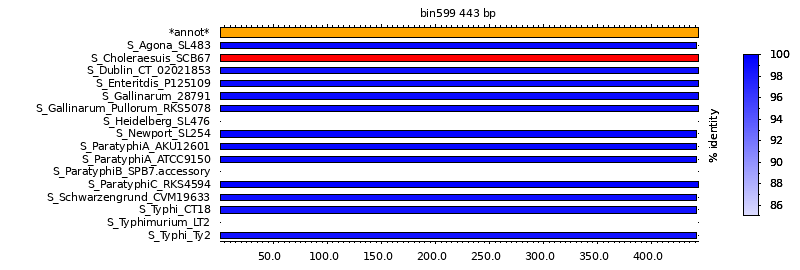 bin599 443 bp
*annot*
S_Agona_SL483
S_Choleraesuis_SCB67
S_Dublin_CT_02021853
S_Enteritdis_P125109
S_Gallinarum_28791
S_Gallinarum_Pullorum_RKS5078
S_Heidelberg_SL476
S_Newport_SL254
S_ParatyphiA_AKU12601
S_ParatyphiA_ATCC9150
S_ParatyphiB_SPB7.accessory
S_ParatyphiC_RKS4594
S_Schwarzengrund_CVM19633
S_Typhi_CT18
S_Typhimurium_LT2
S_Typhi_Ty2
50.0 100.0 150.0 200.0 250.0 300.0 350.0 400.0
% identity
100
98
96
94
92
90
88
86